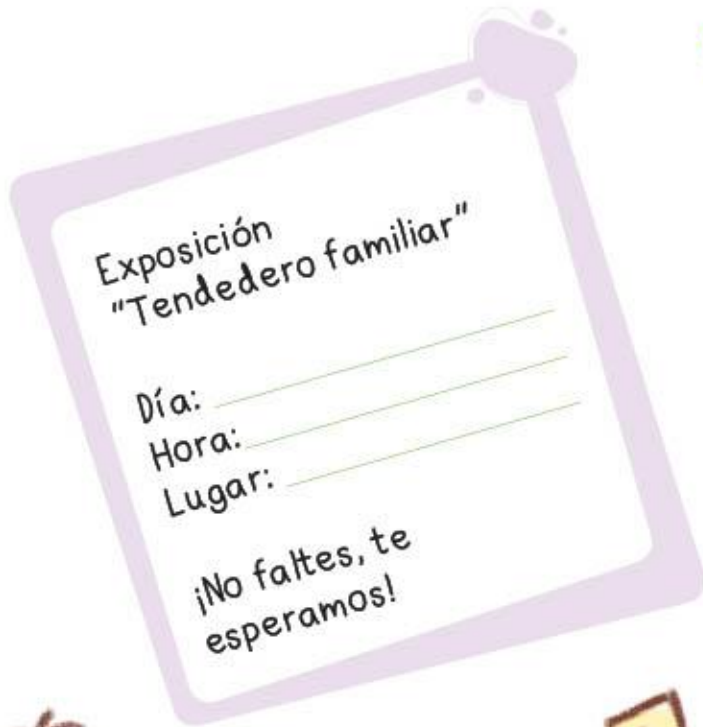 Exposición
"Tendedero familiar"
Día:
Hora:
Lugar:
¡No faltes, te
esperamos!